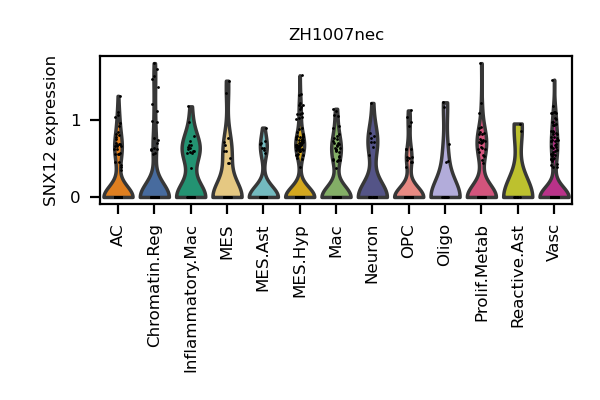 ZH1007nec
SNX12 expression
1
0
AC
Chromatin.Reg
Inflammatory.Mac
MES
MES.Ast
MES.Hyp
Mac
Neuron
OPC
Oligo
Prolif.Metab
Reactive.Ast
Vasc